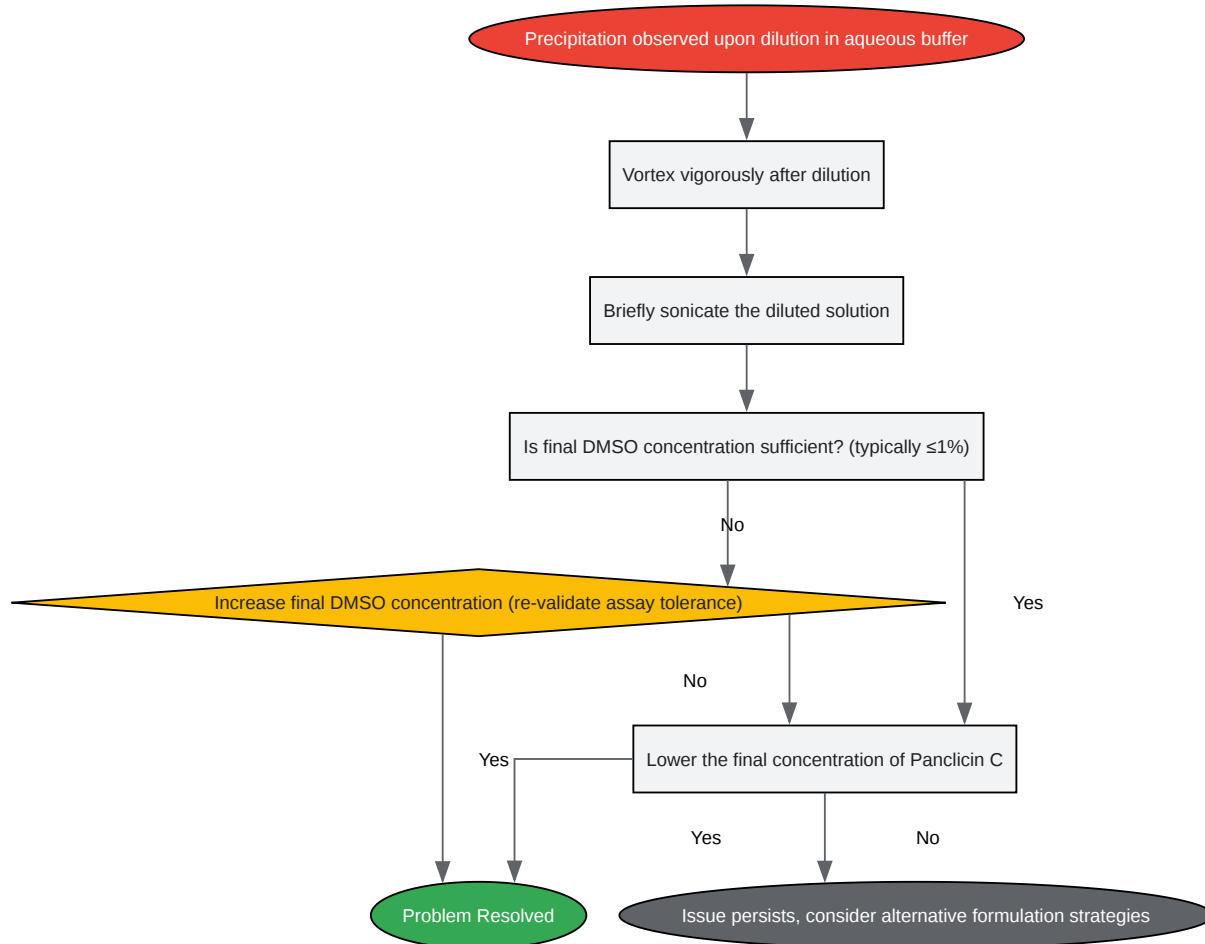 Precipitation observed upon dilution in aqueous buffer
Vortex vigorously after dilution
Briefly sonicate the diluted solution
Is final DMSO concentration sufficient? (typically ≤1%)
No
Increase final DMSO concentration (re-validate assay tolerance)
Yes
No
Lower the final concentration of Panclicin C
Yes
Yes
No
Problem Resolved
Issue persists, consider alternative formulation strategies